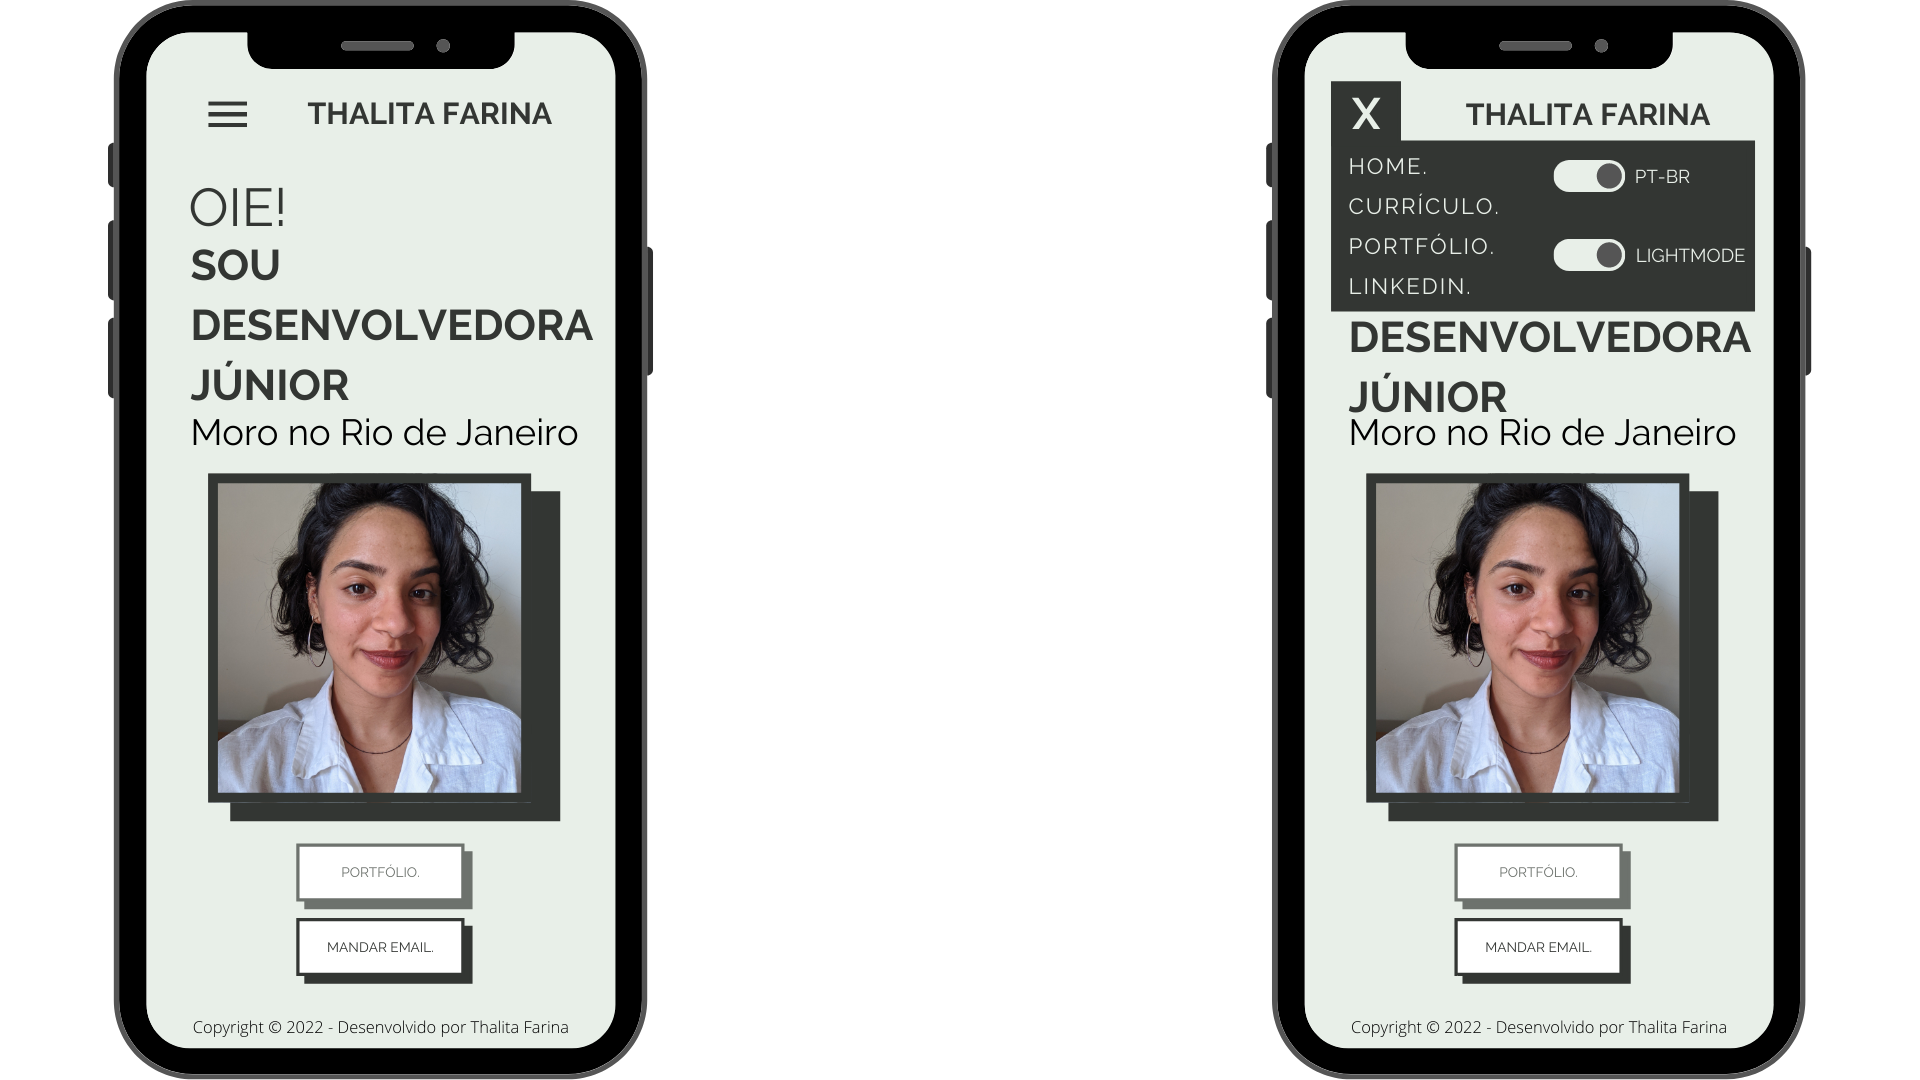 THALITA FARINA
OIE!
SOU
DESENVOLVEDORA
JÚNIOR
Moro no Rio de Janeiro
PORTFÓLIO.
MANDAR EMAIL.
Copyright © 2022 - Desenvolvido por Thalita Farina
X
THALITA FARINA
HOME.
CURRÍCULO.
PORTFÓLIO.
LINKEDIN.
PT-BR
LIGHTMODE
DESENVOLVEDORA
JÚNIOR
Moro no Rio de Janeiro
PORTFÓLIO.
MANDAR EMAIL.
Copyright © 2022 - Desenvolvido por Thalita Farina